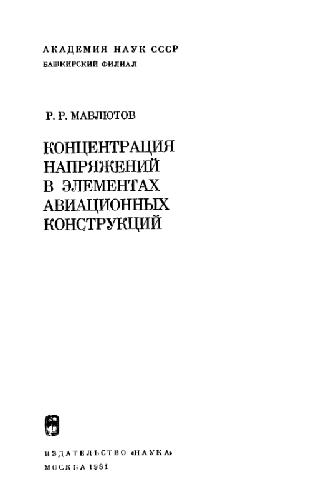 АКАДЕМИЯ НАУК СССР
БАШКИРСКИЙ ФИЛИАЛ
Р. Р. МАВЛЮТОВ
КОНЦЕНТРАЦИЯ
НАПРЯЖЕНИЙ
В ЭЛЕМЕНТАХ
АВИАЦИОННЫХ
КОНСТРУКЦИЙ
ИЗДАТЕЛЬСТВО «НАУКА»
МОСКВА 1981